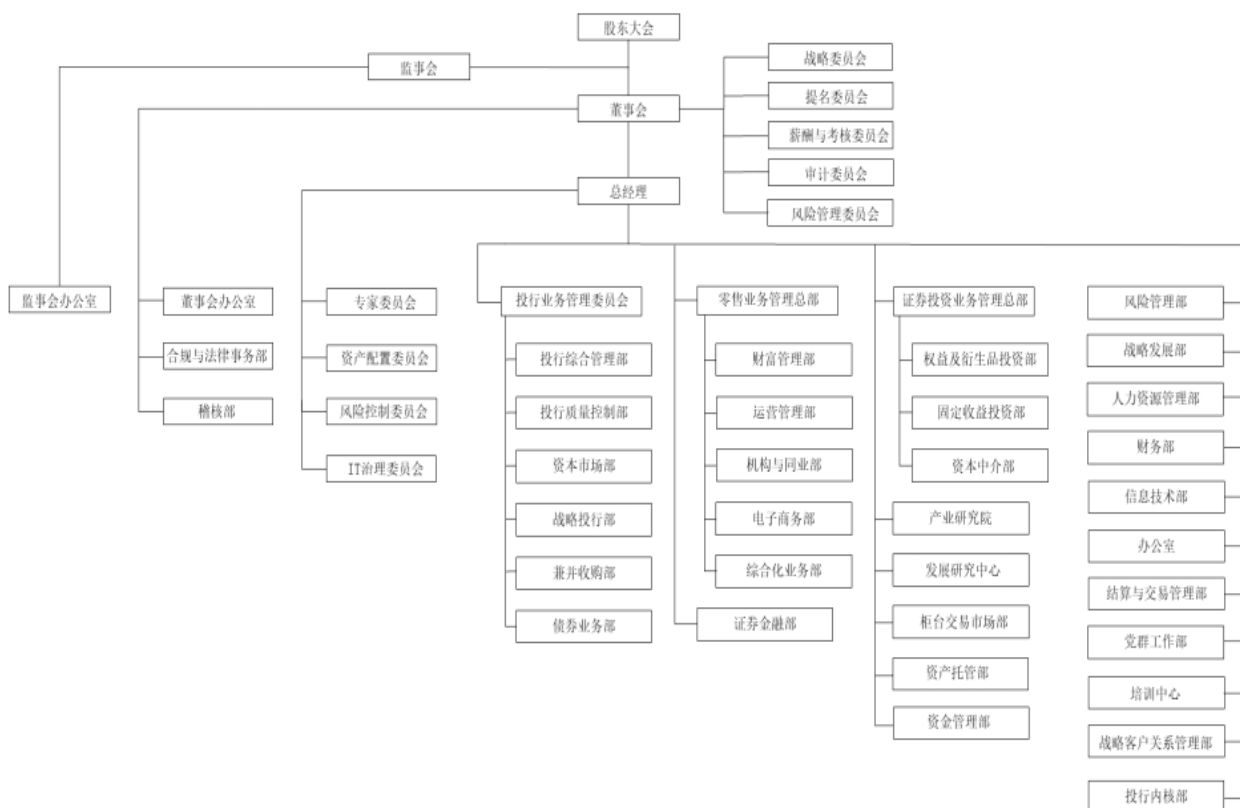 股东大会
监事会
董事会
战略委员会
提名委员会
薪酬与考核委员会
审计委员会
风险管理委员会
总经理
监事会办公室
董事会办公室
合规与法律事务部
稽核部
专家委员会
资产配置委员会
风险控制委员会
IT治理委员会
投行业务管理委员会
投行综合管理部
投行质量控制部
资本市场部
战略投行部
兼并收购部
债券业务部
零售业务管理总部
财富管理部
运营管理部
机构与同业部
电子商务部
综合化业务部
证券金融部
证券投资业务管理总部
权益及衍生品投资部
固定收益投资部
资本中介部
产业研究院
发展研究中心
柜台交易市场部
资产托管部
资金管理部
风险管理部
战略发展部
人力资源管理部
财务部
信息技术部
办公室
结算与交易管理部
党群工作部
培训中心
战略客户关系管理部
投行内核部